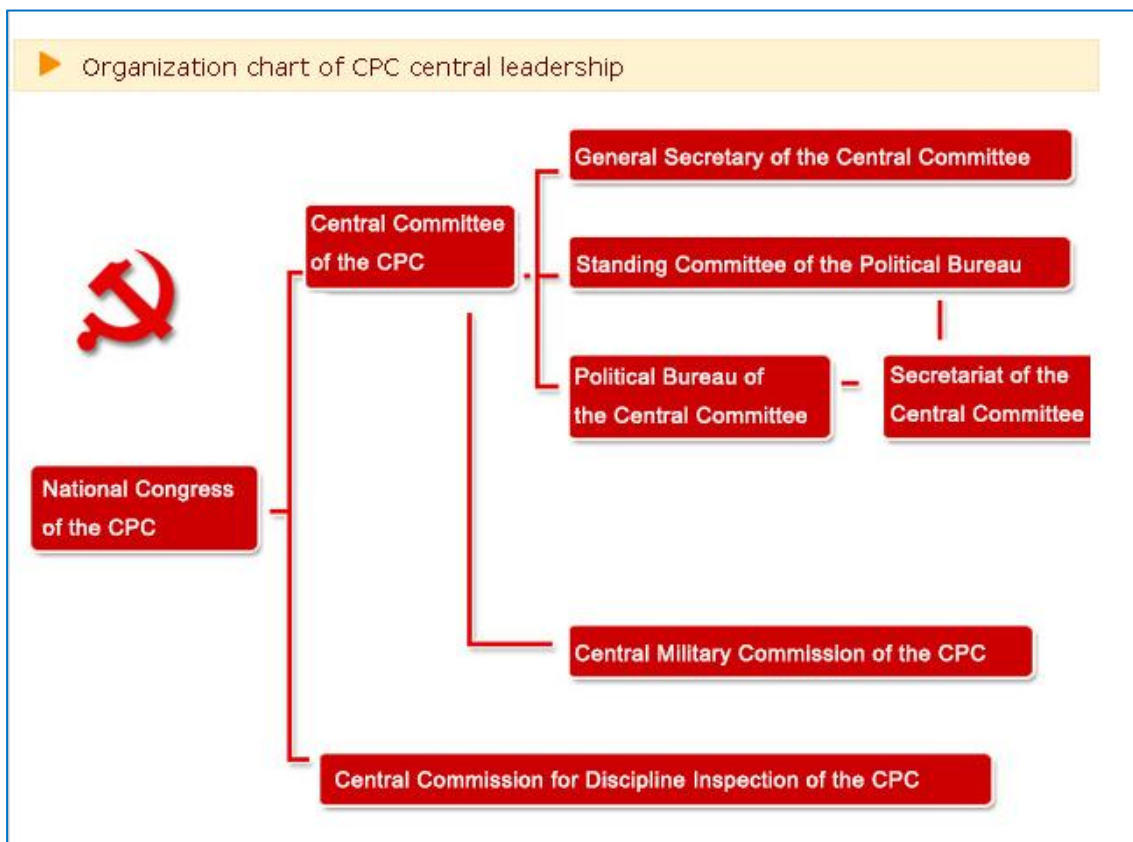 Organization chart of CPC central leadership
General Secretary of the Central Committee
Central Committee
of the CPC
Standing Committee of the Political Bureau
Political Bureau of
the Central Committee
Secretariat of the
Central Committee
National Congress
of the CPC
Central Military Commission of the CPC
Central Commission for Discipline Inspection of the CPC